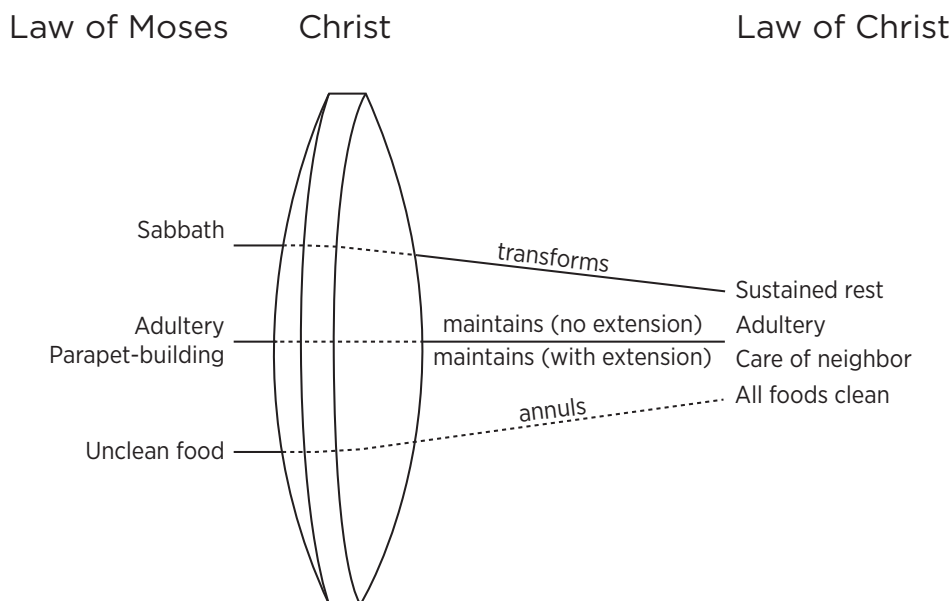 Law of Moses Christ Law of Christ
Sabbath
transforms
Sustained rest
Adultery
Parapet-building
maintains (no extension)
maintains (with extension)
Adultery
Care of neighbor
All foods clean
annuls
Unclean food